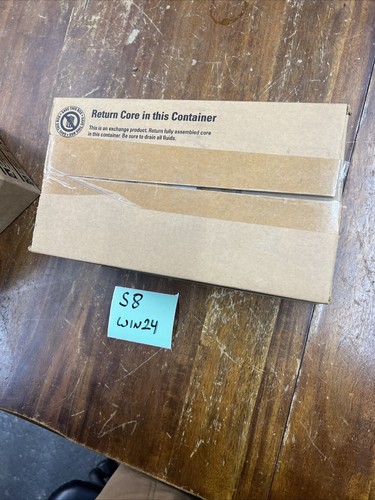 Return Core in this Container
This is an exchange product. Return fully assembled core
in this container. Be sure to drain all fluids.
S8
WIN24